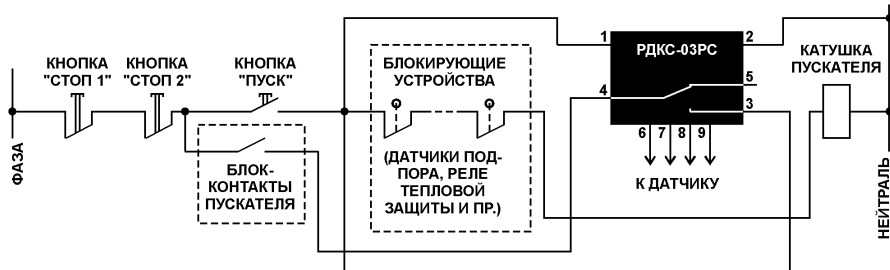 КНОПКА
"СТОП 1"
КНОПКА
"СТОП 2"
КНОПКА
"ПУСК"
БЛОКИРУЮЩИЕ
УСТРОЙСТВА
1
РДКС-03РС
2
КАТУШКА
ПУСКАТЕЛЯ
4
5
3
6 7 8 9
К ДАТЧИКУ
ФАЗА
БЛОК-
КОНТАКТЫ
ПУСКАТЕЛЯ
(ДАТЧИКИ ПОД-
ПОРА, РЕЛЕ
ТЕПЛОВОЙ
ЗАЩИТЫ И ПР.)
НЕЙТРАЛЬ